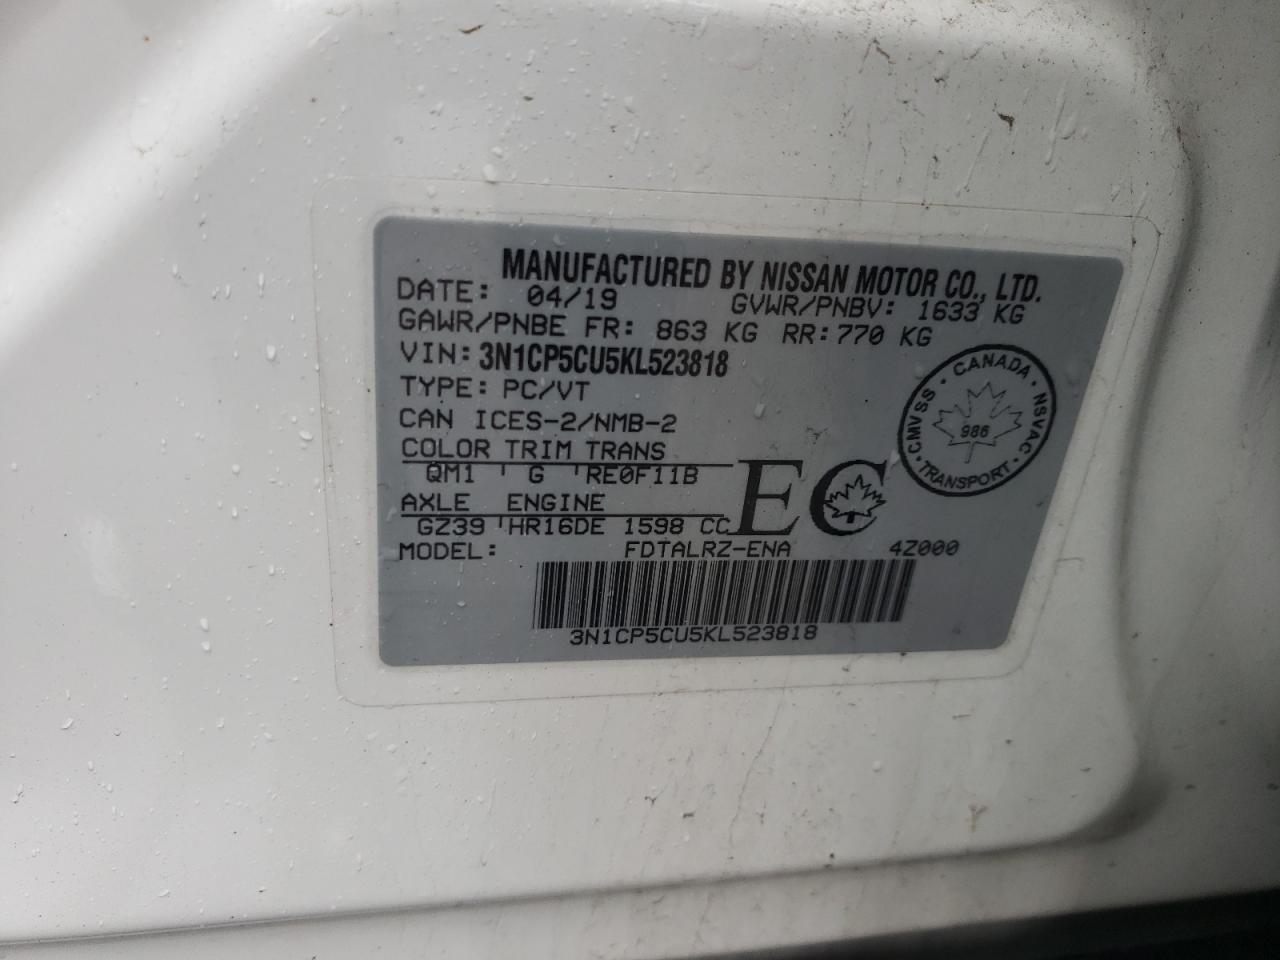 MANUFACTURED BY NISSAN MOTOR CO., LTD.
DATE: 04/19 GVWR/PNBV: 1633 KG
GAWR/PNBE FR: 863 KG RR: 770 KG
VIN: 3N1CP5CU5KL523818
TYPE: PC/VT
CAN ICES-2/NMB-2
COLOR TRIM TRANS
QM1 G RE0F11B
AXLE ENGINE
GZ39 HR16DE 1598 CC
EC
CANADA · NSVAC · TRANSPORT · CMVSS ·
986
MODEL: FDTALRZ-ENA 4Z000
3N1CP5CU5KL523818